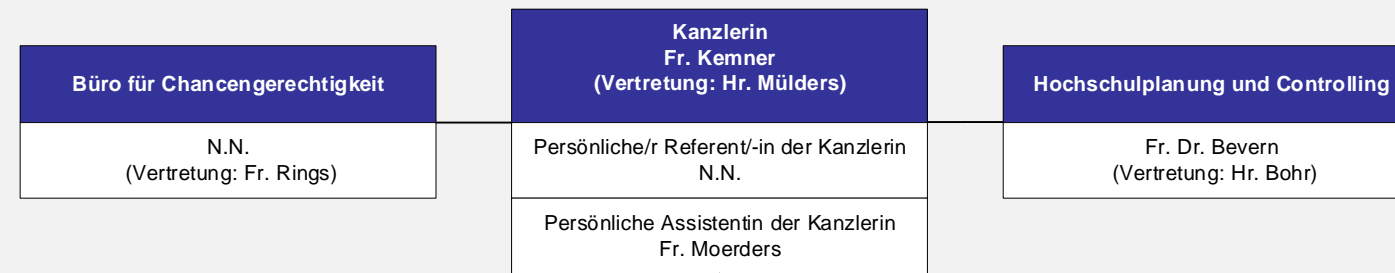 Büro für Chancengerechtigkeit
N.N.
(Vertretung: Fr. Rings)
Kanzlerin
Fr. Kemner
(Vertretung: Hr. Mülders)
Persönliche/r Referent/-in der Kanzlerin
N.N.
Persönliche Assistentin der Kanzlerin
Fr. Moerders
Hochschulplanung und Controlling
Fr. Dr. Bevern
(Vertretung: Hr. Bohr)